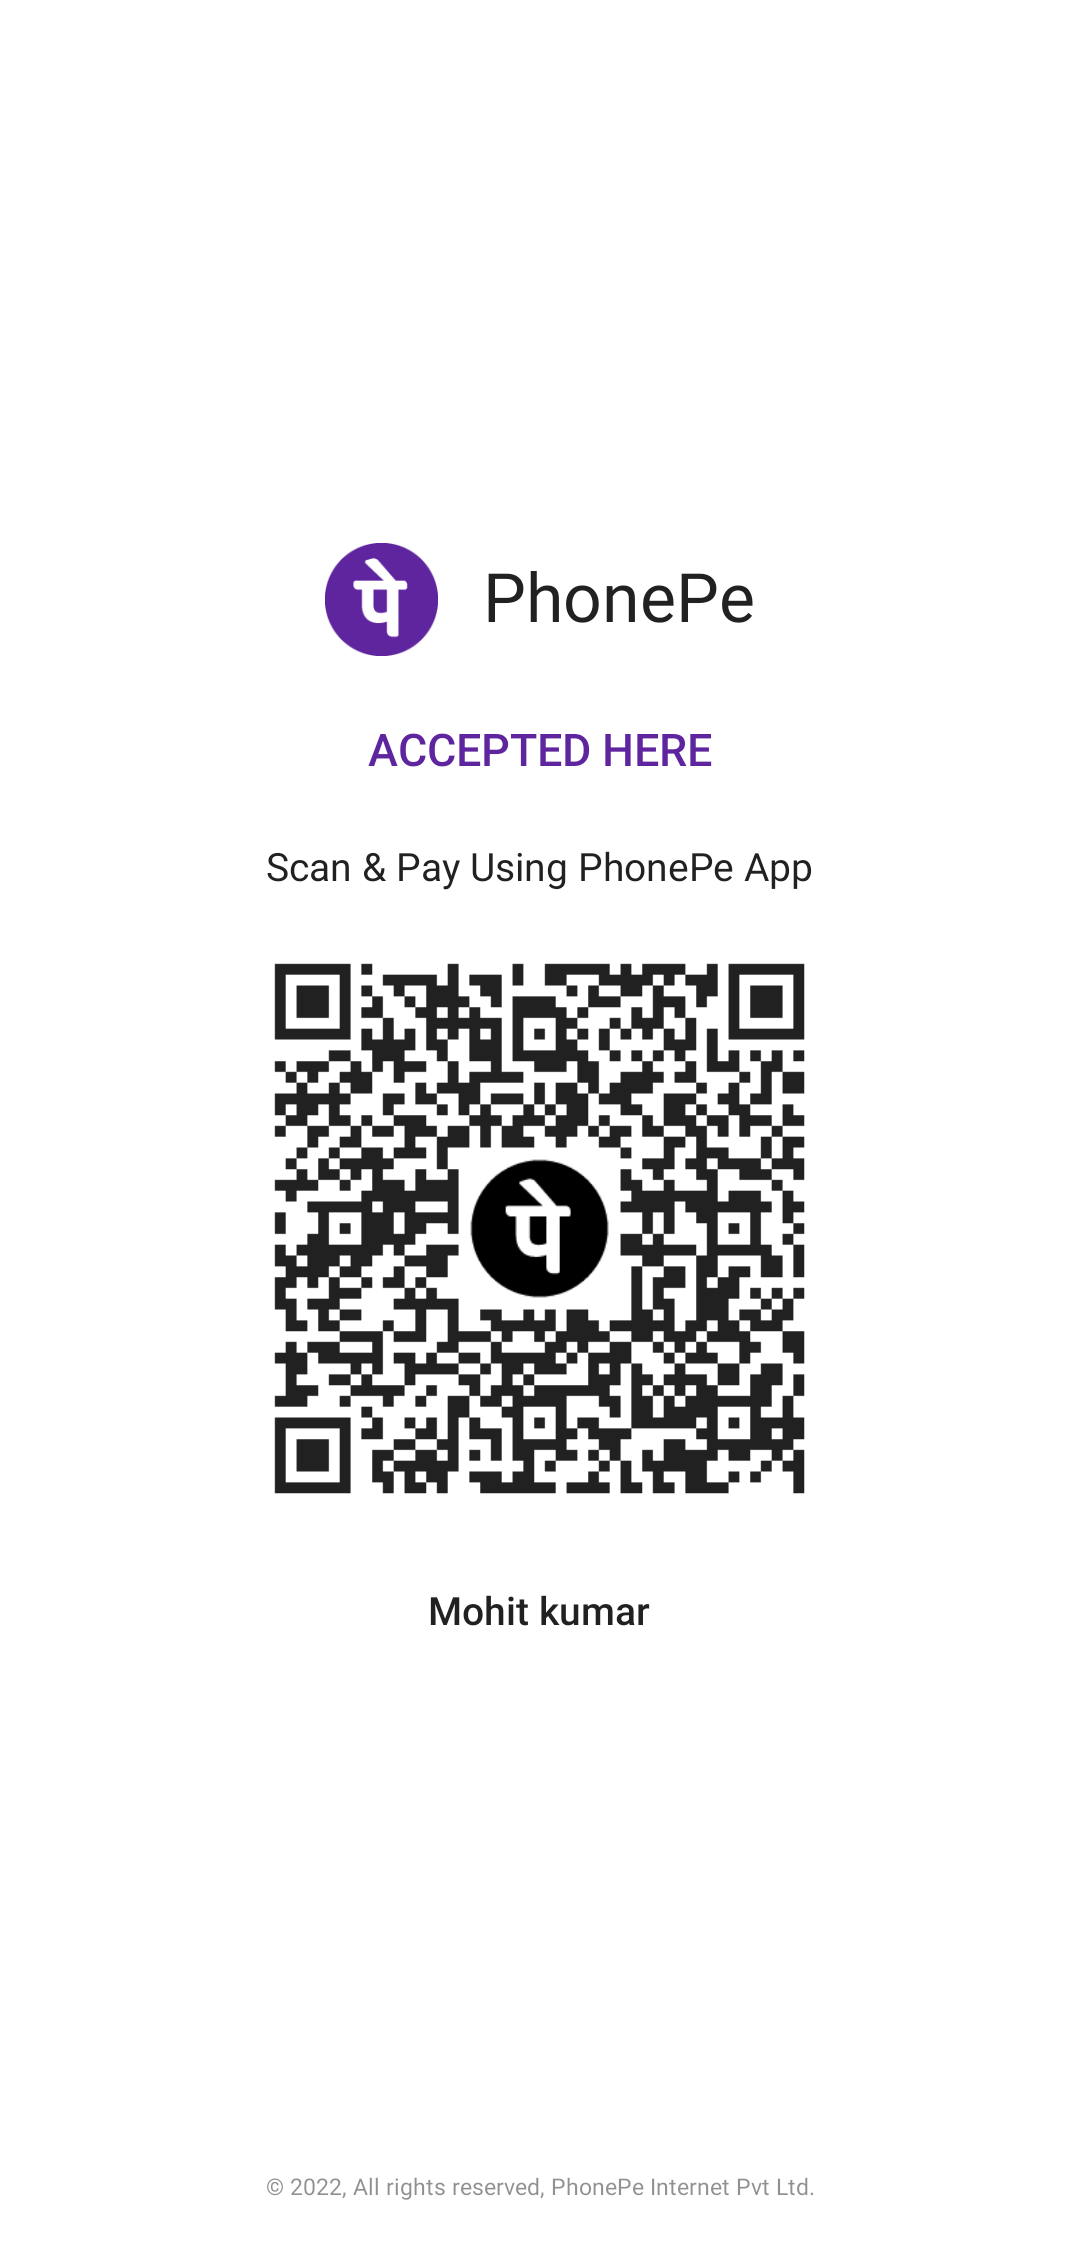 पे PhonePe
ACCEPTED HERE
Scan & Pay Using PhonePe App
पे
Mohit kumar
© 2022, All rights reserved, PhonePe Internet Pvt Ltd.